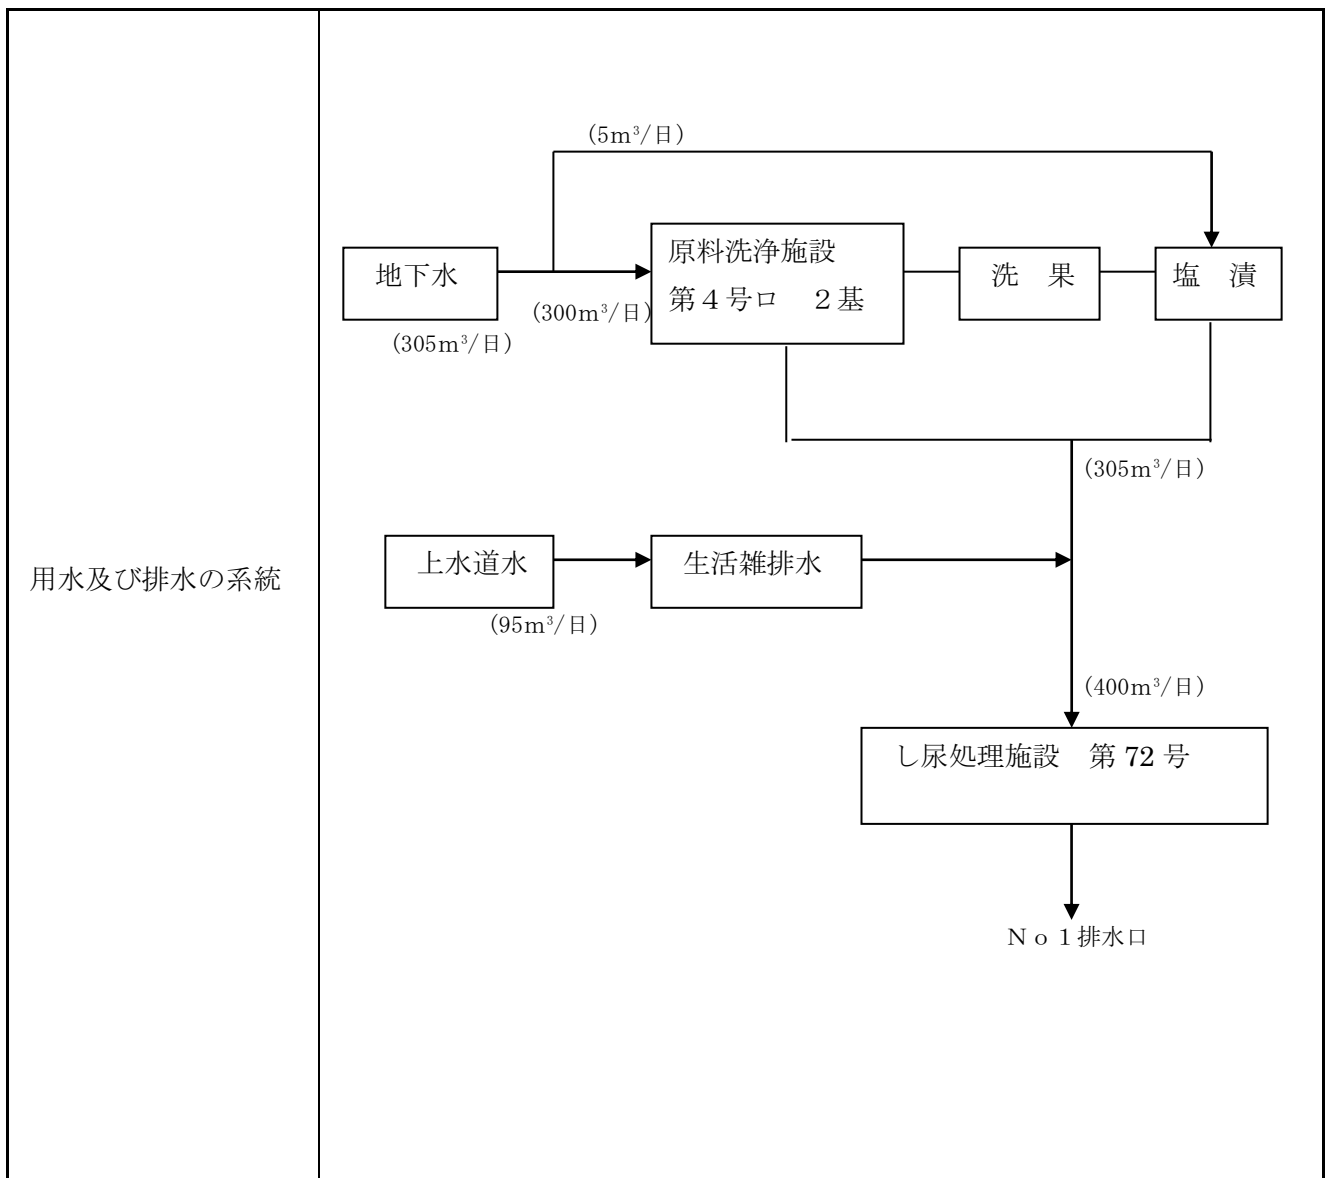 用水及び排水の系統
(5m³/日)
地下水
(305m³/日)
(300m³/日)
原料洗浄施設
第４号ロ　２基
洗　果
塩　漬
(305m³/日)
上水道水
(95m³/日)
生活雑排水
(400m³/日)
し尿処理施設　第 72 号
Ｎｏ１排水口